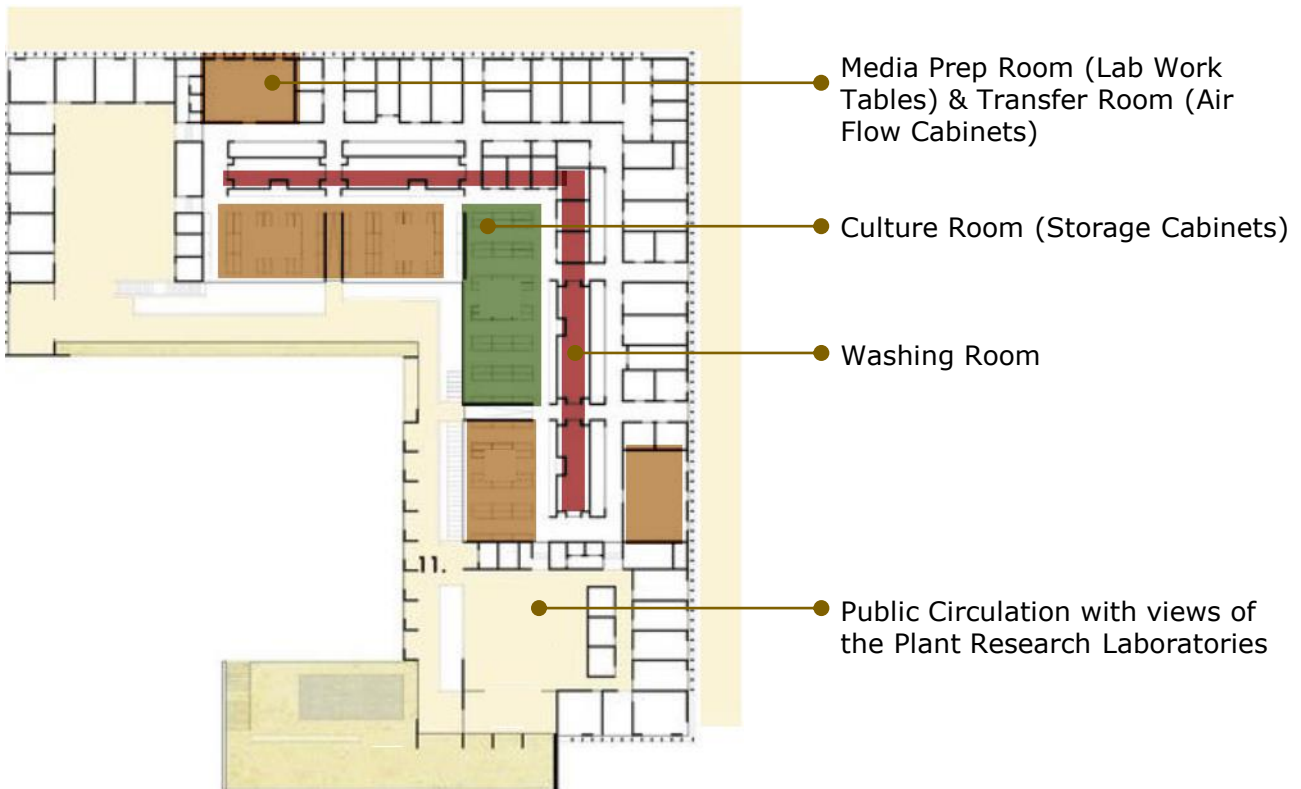 Media Prep Room (Lab Work
Tables) & Transfer Room (Air
Flow Cabinets)
Culture Room (Storage Cabinets)
Washing Room
11.
Public Circulation with views of
the Plant Research Laboratories